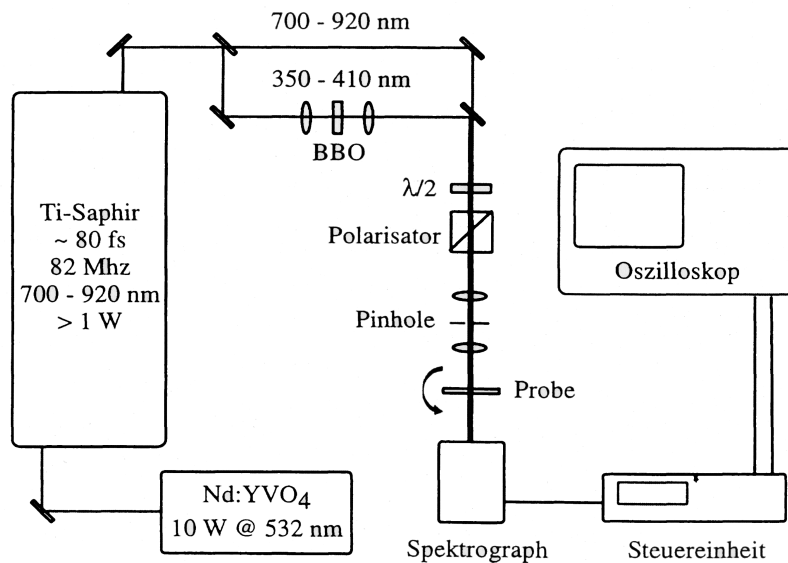 700 - 920 nm
350 - 410 nm
BBO
λ/2
Polarisator
Pinhole
Probe
Ti-Saphir
~ 80 fs
82 Mhz
700 - 920 nm
> 1 W
Oszilloskop
Nd:YVO₄
10 W @ 532 nm
Spektrograph
Steuereinheit